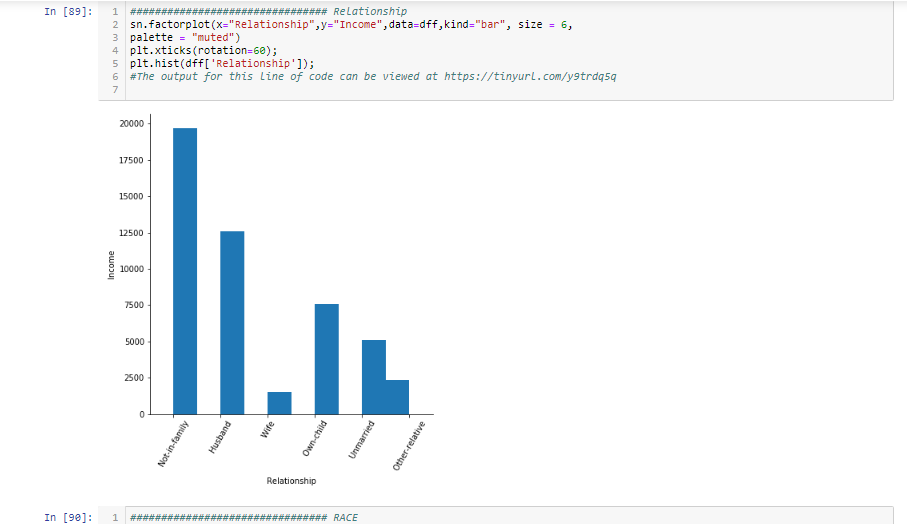 In [89]:
1 ################################ Relationship
2 sn.factorplot(x="Relationship",y="Income",data=dff,kind="bar", size = 6,
3 palette = "muted")
4 plt.xticks(rotation=60);
5 plt.hist(dff['Relationship']);
6 #The output for this line of code can be viewed at https://tinyurl.com/y9trdq5q
7
20000
17500
15000
12500
10000
7500
5000
2500
0
Income
Not-in-family
Husband
Wife
Own-child
Unmarried
Other-relative
Relationship
In [90]:
1 ################################ RACE